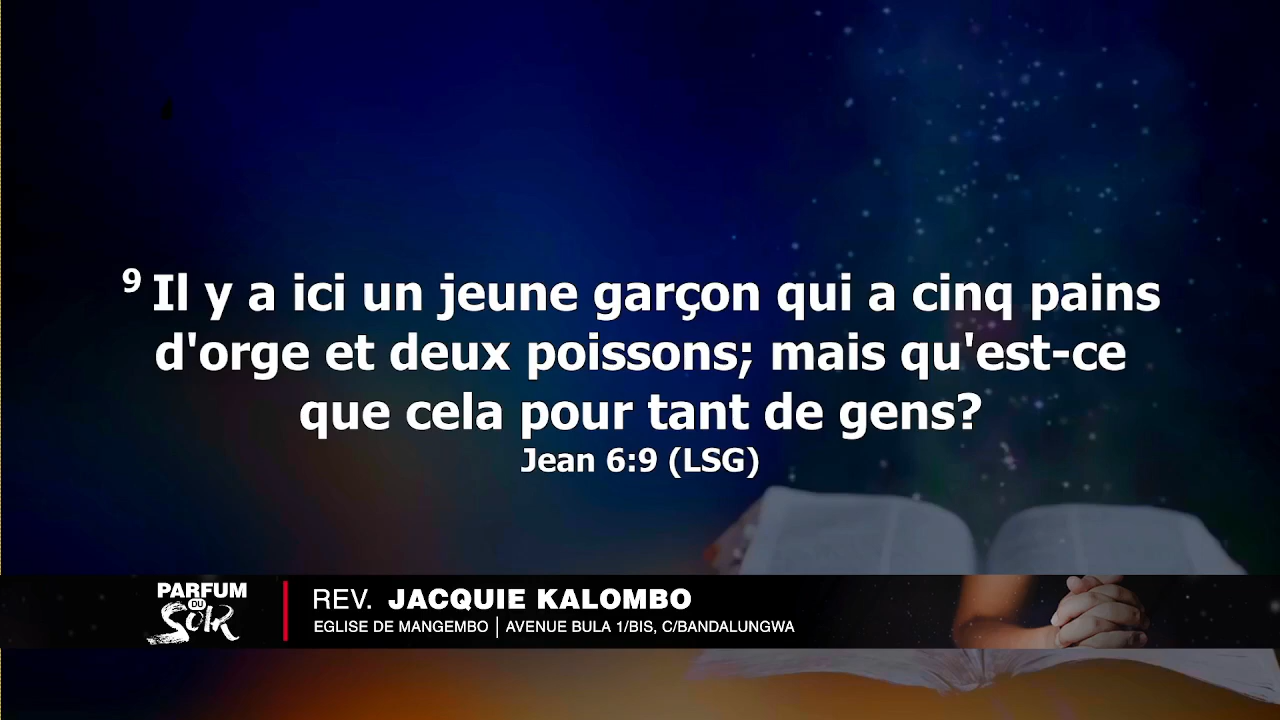 9 Il y a ici un jeune garçon qui a cinq pains
d'orge et deux poissons; mais qu'est-ce
que cela pour tant de gens?
Jean 6:9 (LSG)
PARFUM
DU
SOIR
REV. JACQUIE KALOMBO
EGLISE DE MANGEMBO | AVENUE BULA 1/BIS, C/BANDALUNGWA